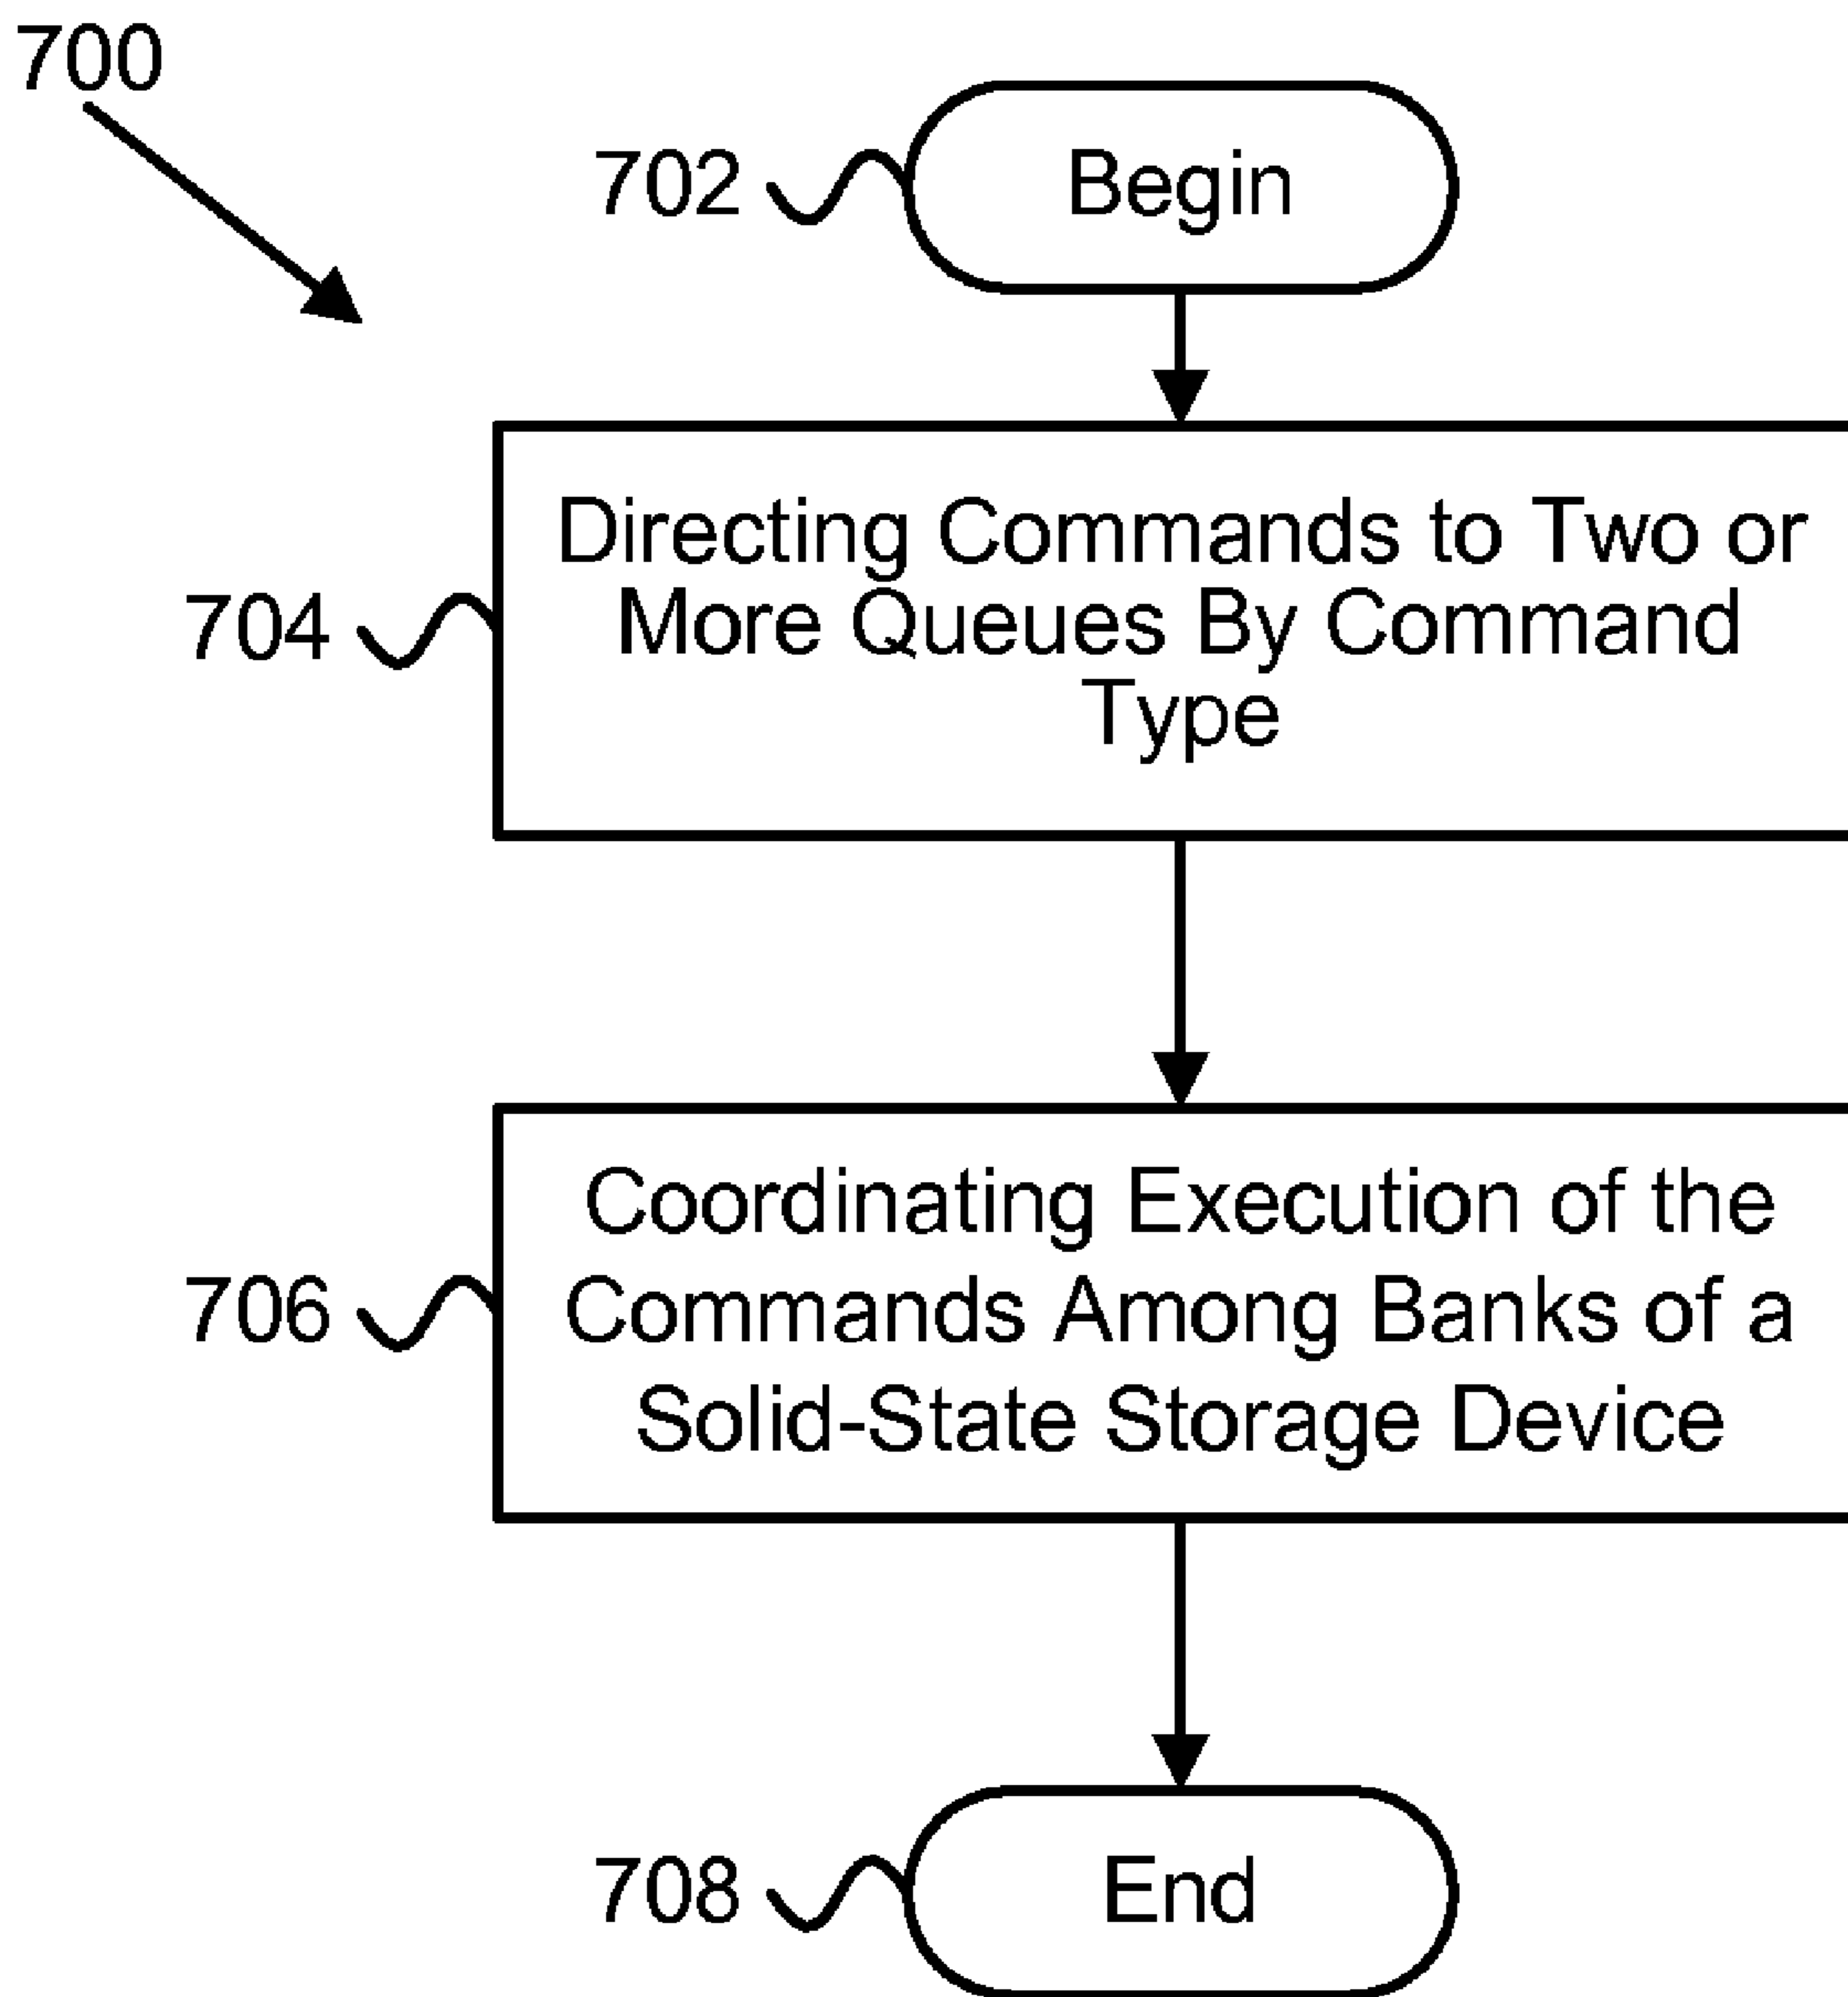 700
702
Begin
Directing Commands to Two or
More Queues By Command
Type
704
Coordinating Execution of the
Commands Among Banks of a
Solid-State Storage Device
706
708
End